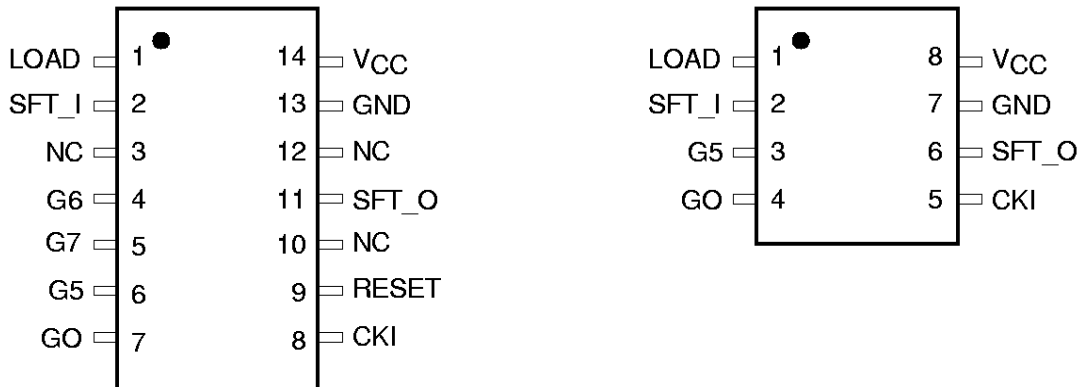 LOAD 1 14 VCC
SFT_I 2 13 GND
NC 3 12 NC
G6 4 11 SFT_O
G7 5 10 NC
G5 6 9 RESET
GO 7 8 CKI
LOAD 1 8 VCC
SFT_I 2 7 GND
G5 3 6 SFT_O
GO 4 5 CKI